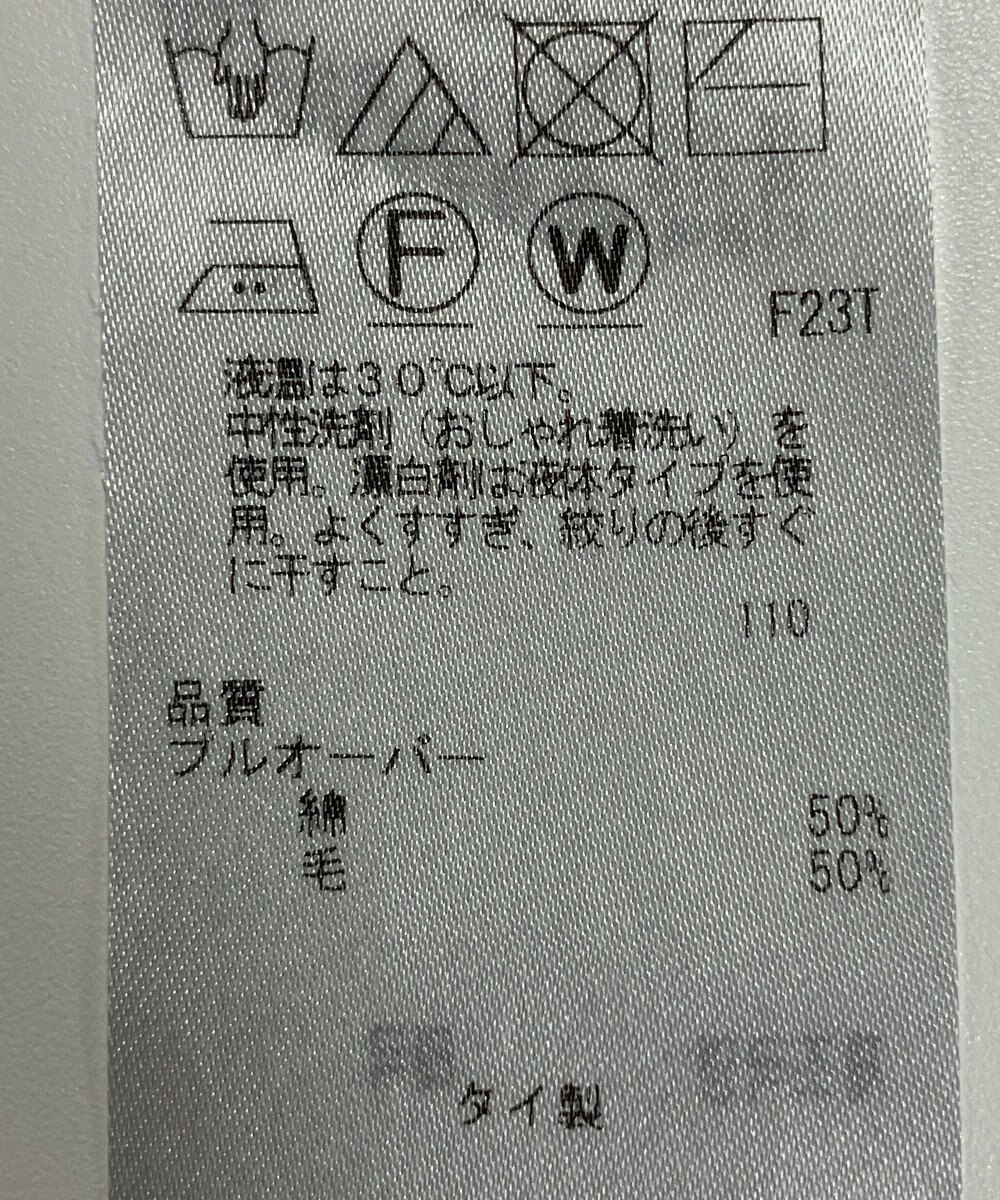 F
W
F23T
液温は30℃以下。
中性洗剤（おしゃれ着洗い）を
使用。漂白剤は液体タイプを使
用。よくすすぎ、絞りの後すぐ
に干すこと。
110
品質
プルオーバー
綿 50%
毛 50%
タイ製